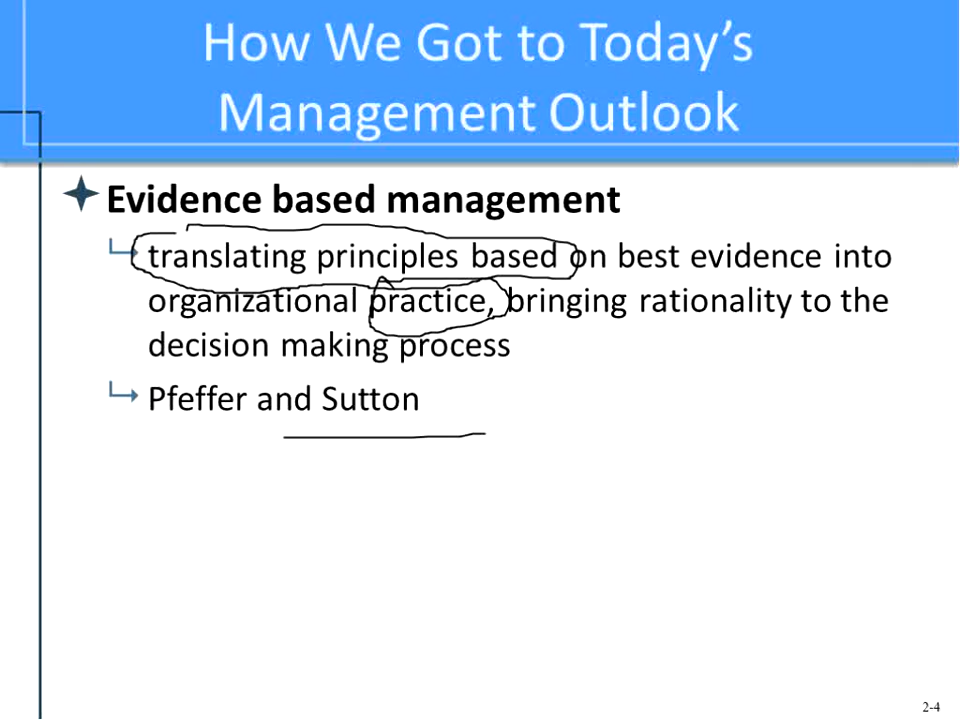 How We Got to Today’s
Management Outlook
Evidence based management
translating principles based on best evidence into
organizational practice, bringing rationality to the
decision making process
Pfeffer and Sutton
2-4